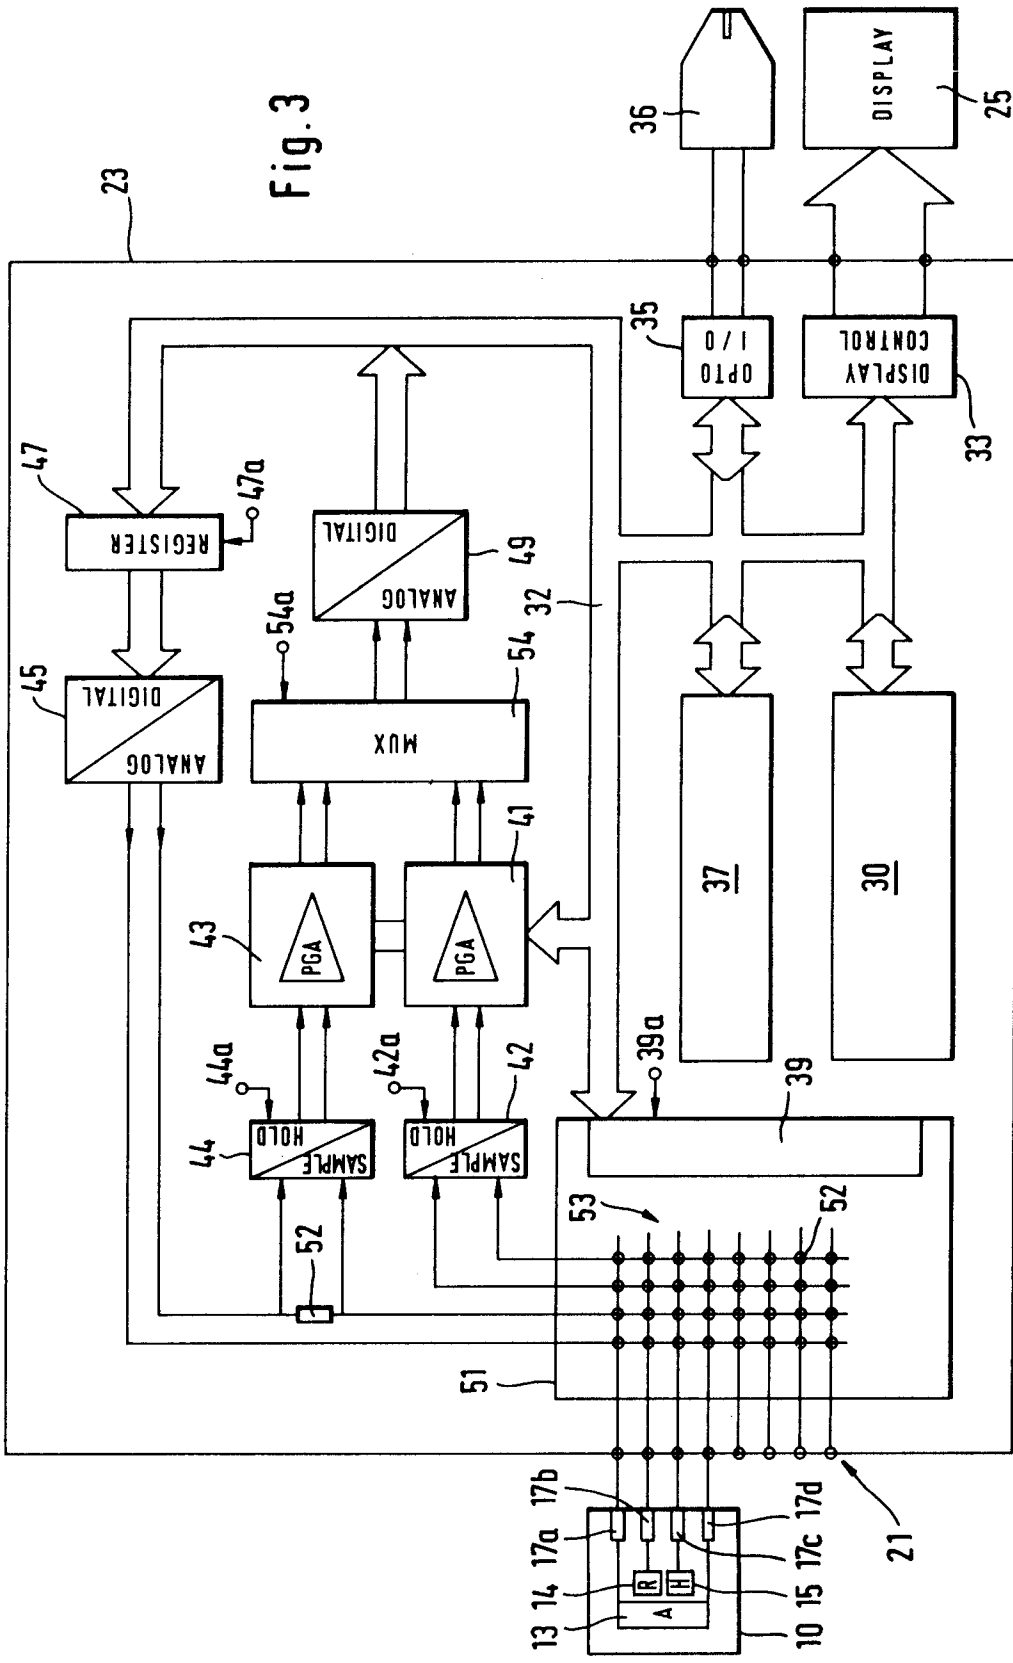 Fig. 3
23
47
REGISTER
47a
45
DIGITAL
ANALOG
54a
DIGITAL
ANALOG
49
MUX
54
43
PGA
PGA
41
44
44a
HOLD
SAMPLE
42a
HOLD
SAMPLE
42
52
32
36
DISPLAY
25
35
OPTO
I/O
DISPLAY
CONTROL
33
37
30
39a
39
53
52
51
21
17a
17b
17c
17d
13
14
R
H
15
A
10